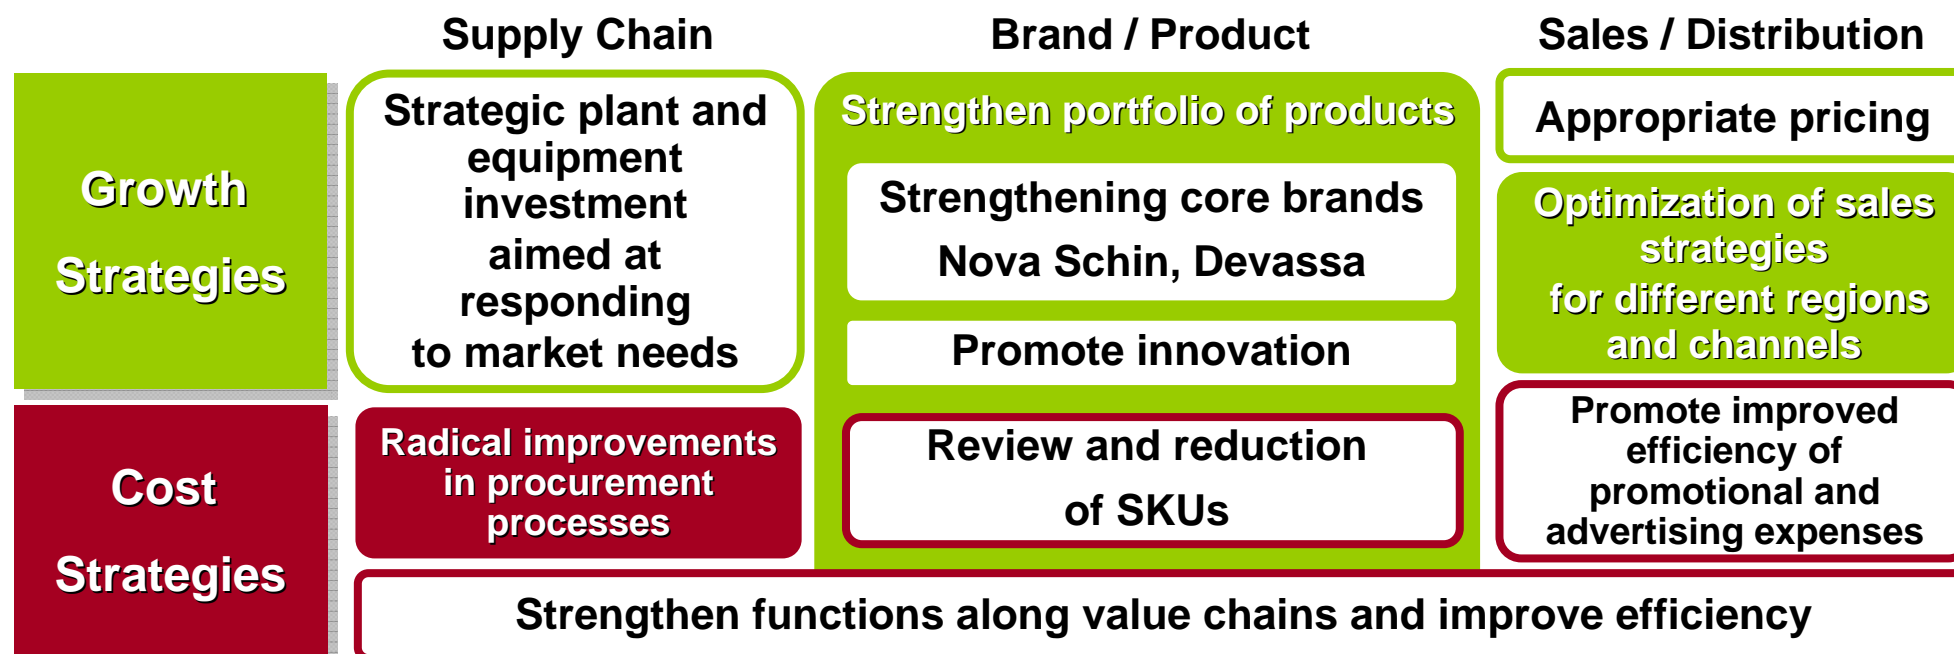 Supply Chain
Brand / Product
Sales / Distribution
Growth
Strategies
Strategic plant and
equipment
investment
aimed at
responding
to market needs
Strengthen portfolio of products
Strengthening core brands
Nova Schin, Devassa
Promote innovation
Appropriate pricing
Optimization of sales
strategies
for different regions
and channels
Cost
Strategies
Radical improvements
in procurement
processes
Review and reduction
of SKUs
Promote improved
efficiency of
promotional and
advertising expenses
Strengthen functions along value chains and improve efficiency